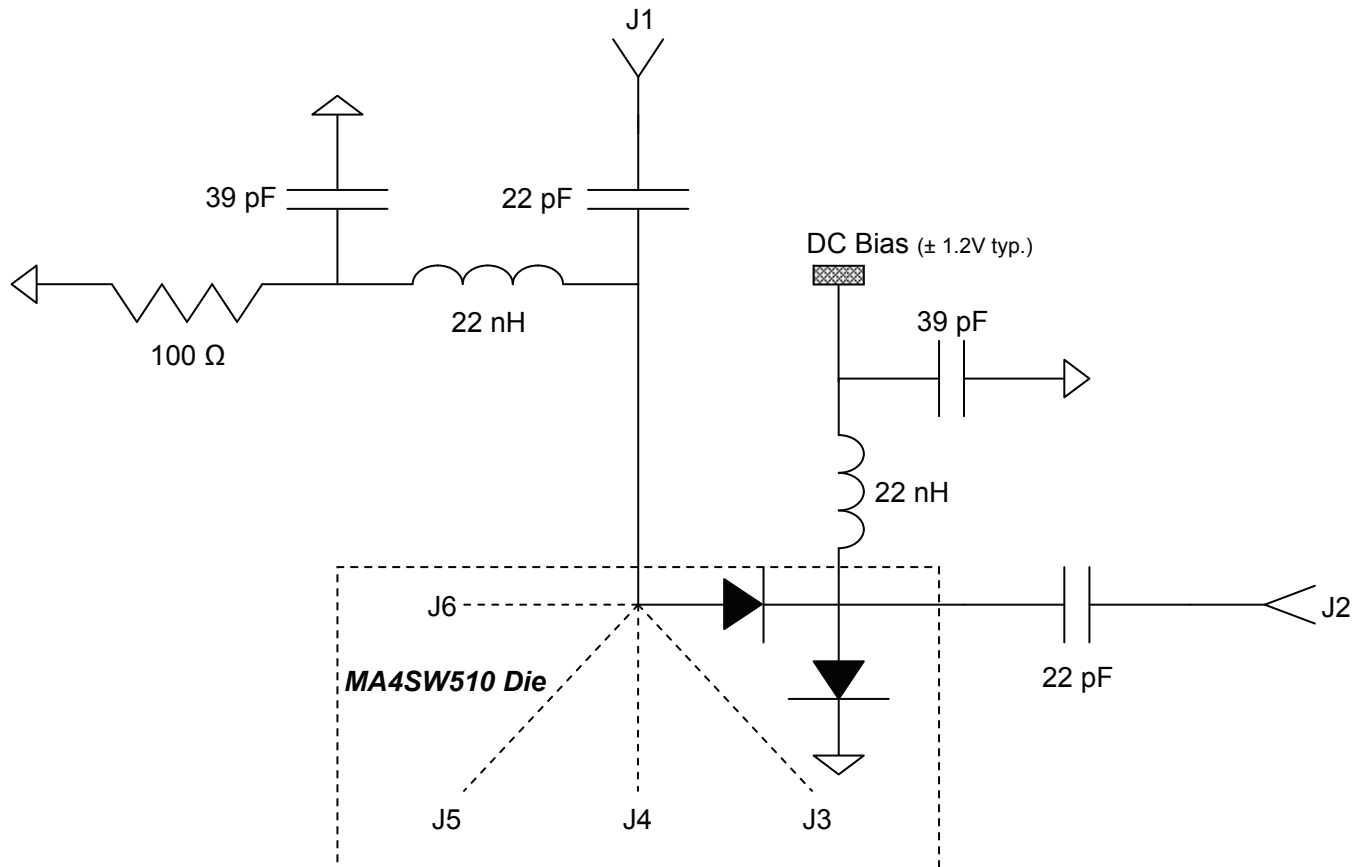 J1
39 pF
22 pF
DC Bias (± 1.2V typ.)
22 nH
39 pF
100 Ω
22 nH
J6
J2
MA4SW510 Die
22 pF
J5
J4
J3